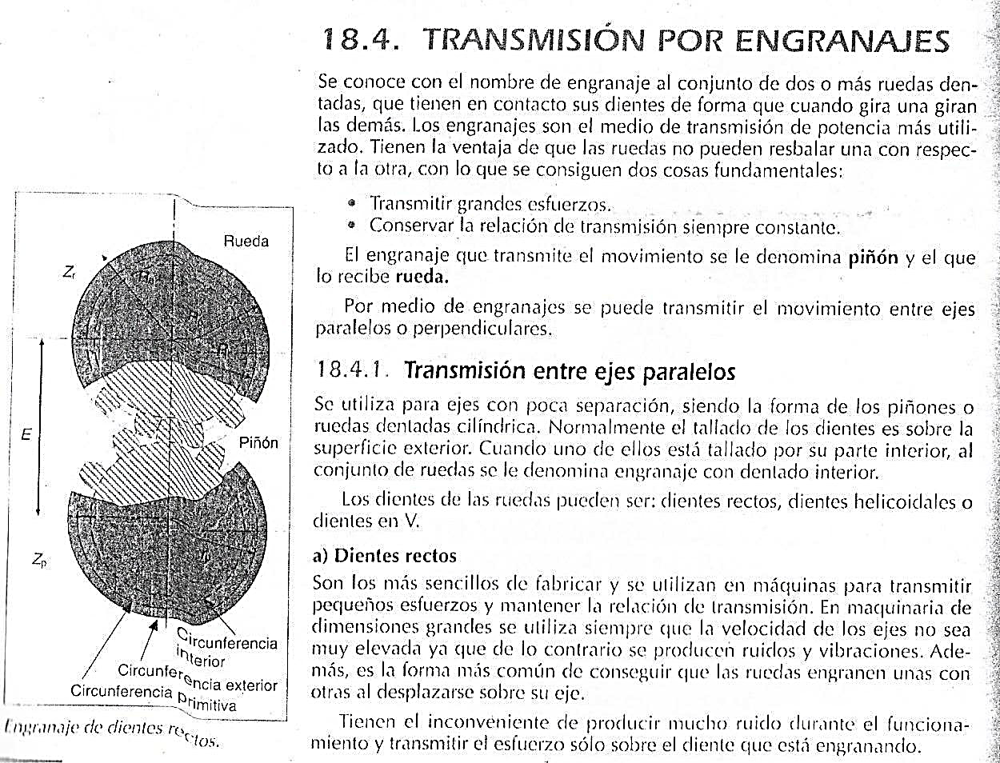 18.4. TRANSMISIÓN POR ENGRANAJES
Se conoce con el nombre de engranaje al conjunto de dos o más ruedas den-
tadas, que tienen en contacto sus dientes de forma que cuando gira una giran
las demás. Los engranajes son el medio de transmisión de potencia más utili-
zado. Tienen la ventaja de que las ruedas no pueden resbalar una con respec-
to a la otra, con lo que se consiguen dos cosas fundamentales:
• Transmitir grandes esfuerzos.
• Conservar la relación de transmisión siempre constante.
El engranaje que transmite el movimiento se le denomina piñón y el que
lo recibe rueda.
Por medio de engranajes se puede transmitir el movimiento entre ejes
paralelos o perpendiculares.
18.4.1. Transmisión entre ejes paralelos
Se utiliza para ejes con poca separación, siendo la forma de los piñones o
ruedas dentadas cilíndrica. Normalmente el tallado de los dientes es sobre la
superficie exterior. Cuando uno de ellos está tallado por su parte interior, al
conjunto de ruedas se le denomina engranaje con dentado interior.
Los dientes de las ruedas pueden ser: dientes rectos, dientes helicoidales o
dientes en V.
a) Dientes rectos
Son los más sencillos de fabricar y se utilizan en máquinas para transmitir
pequeños esfuerzos y mantener la relación de transmisión. En maquinaria de
dimensiones grandes se utiliza siempre que la velocidad de los ejes no sea
muy elevada ya que de lo contrario se producen ruidos y vibraciones. Ade-
más, es la forma más común de conseguir que las ruedas engranen unas con
otras al desplazarse sobre su eje.
Tienen el inconveniente de producir mucho ruido durante el funciona-
miento y transmitir el esfuerzo sólo sobre el diente que está engranando.
Rueda
Zr
E
Piñón
Zp
Circunferencia
interior
Circunferencia exterior
Circunferencia primitiva
Engranaje de dientes rectos.